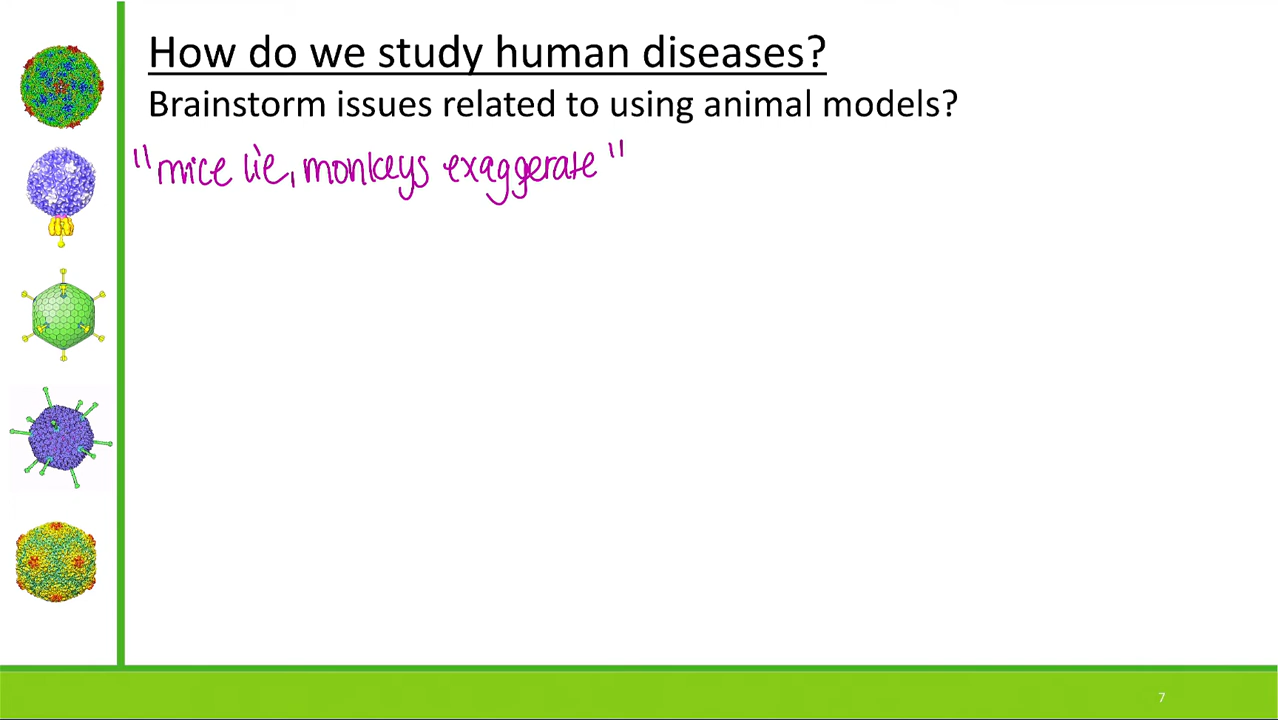 How do we study human diseases?
Brainstorm issues related to using animal models?
"mice lie, monkeys exaggerate"
7